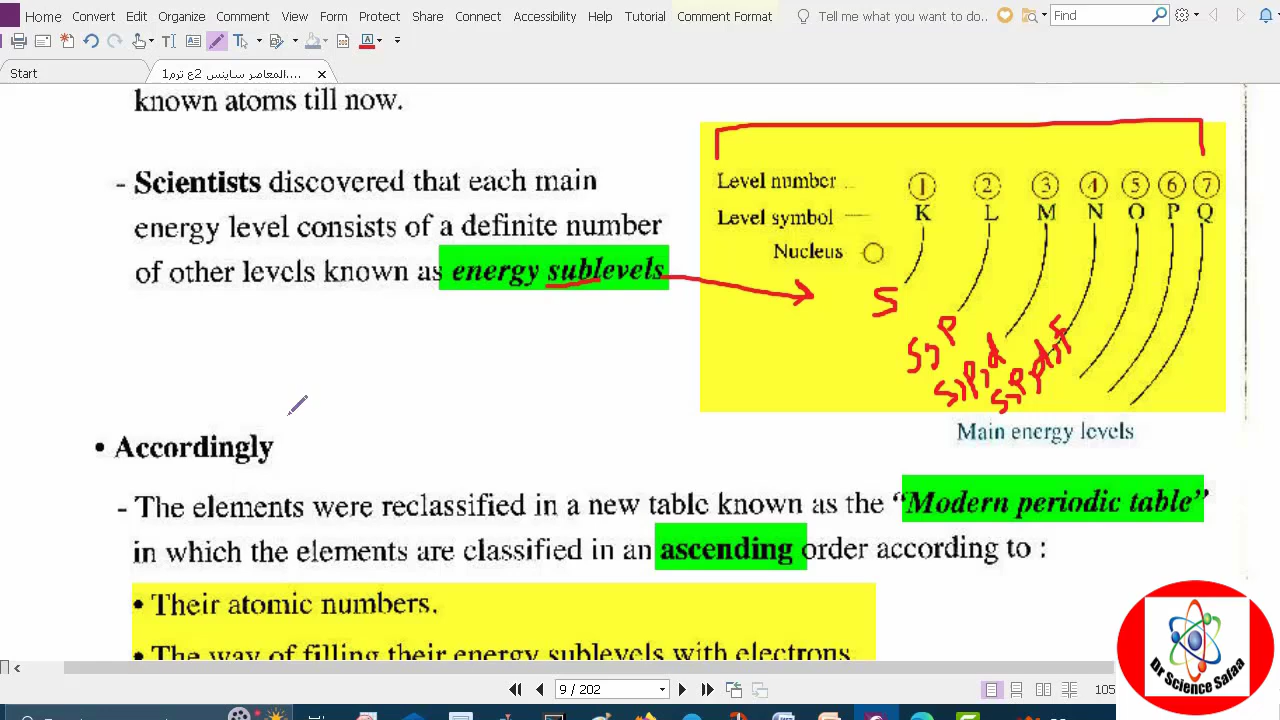 Home Convert Edit Organize Comment View Form Protect Share Connect Accessibility Help Tutorial Comment Format Tell me what you want to do.. Find
Start
المعاصر ساينس 2ع ترم1....
known atoms till now.
- Scientists discovered that each main
energy level consists of a definite number
of other levels known as energy sublevels
Level number 1 2 3 4 5 6 7
Level symbol K L M N O P Q
Nucleus
S
S, P
S, P, d
S, P, d, f
Main energy levels
• Accordingly
- The elements were reclassified in a new table known as the “Modern periodic table”
in which the elements are classified in an ascending order according to :
• Their atomic numbers.
• The way of filling their energy sublevels with electrons.
Dr Science Safaa
9 / 202
105